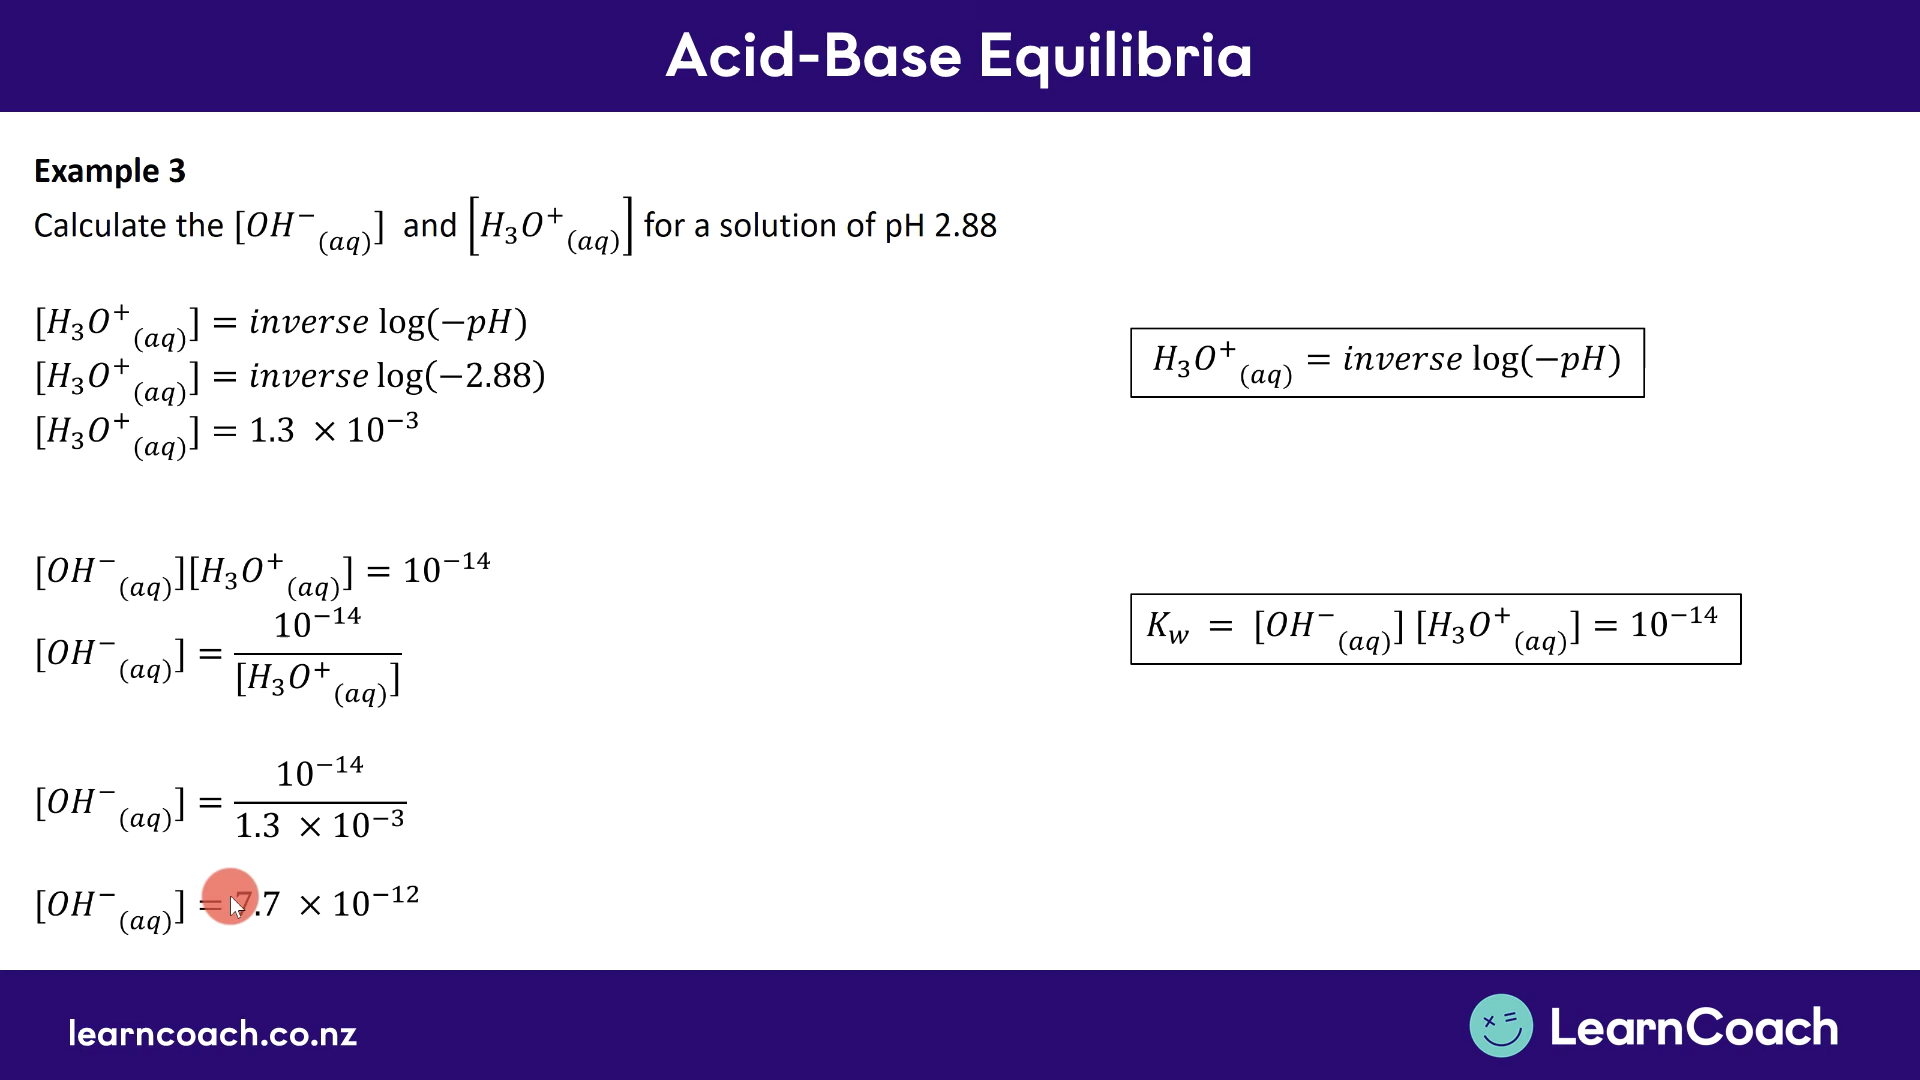 Acid-Base Equilibria
Example 3
Calculate the [OH⁻₍aq₎] and [H₃O⁺₍aq₎] for a solution of pH 2.88
[H₃O⁺₍aq₎] = inverse log(−pH)
[H₃O⁺₍aq₎] = inverse log(−2.88)
[H₃O⁺₍aq₎] = 1.3 × 10⁻³
H₃O⁺₍aq₎ = inverse log(−pH)
[OH⁻₍aq₎][H₃O⁺₍aq₎] = 10⁻¹⁴
[OH⁻₍aq₎] = 10⁻¹⁴ / [H₃O⁺₍aq₎]
K_w = [OH⁻₍aq₎] [H₃O⁺₍aq₎] = 10⁻¹⁴
[OH⁻₍aq₎] = 10⁻¹⁴ / 1.3 × 10⁻³
[OH⁻₍aq₎] = 7.7 × 10⁻¹²
learncoach.co.nz
LearnCoach